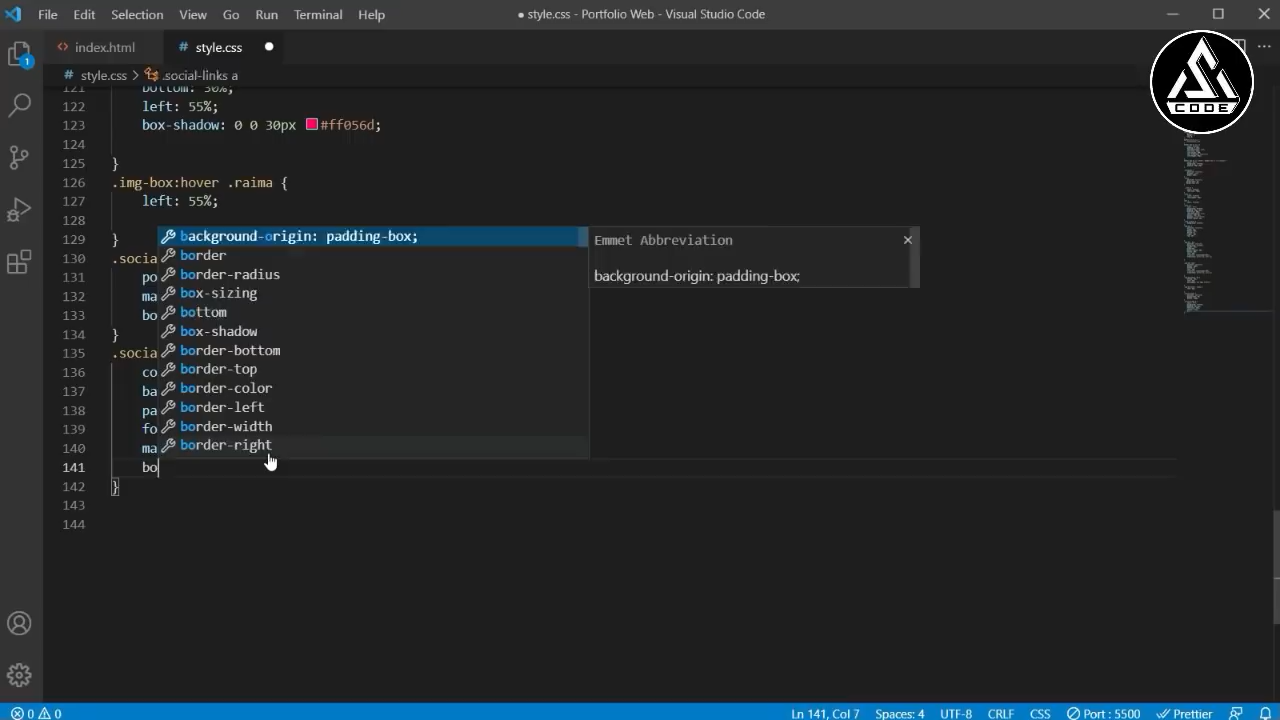 File Edit Selection View Go Run Terminal Help ● style.css - Portfolio Web - Visual Studio Code
<> index.html # style.css ●
# style.css > .social-links a
121 bottom: 30%;
122 left: 55%;
123 box-shadow: 0 0 30px #ff056d;
124
125 }
126 .img-box:hover .raima {
127 left: 55%;
128
129 }
130 .socia
131 po
132 ma
133 bo
134 }
135 .socia
136 co
137 ba
138 pa
139 fo
140 ma
141 bo
142 }
143
144
background-origin: padding-box;
border
border-radius
box-sizing
bottom
box-shadow
border-bottom
border-top
border-color
border-left
border-width
border-right
Emmet Abbreviation
background-origin: padding-box;
CODE
1
0 0 Ln 141, Col 7 Spaces: 4 UTF-8 CRLF CSS Port : 5500 Prettier